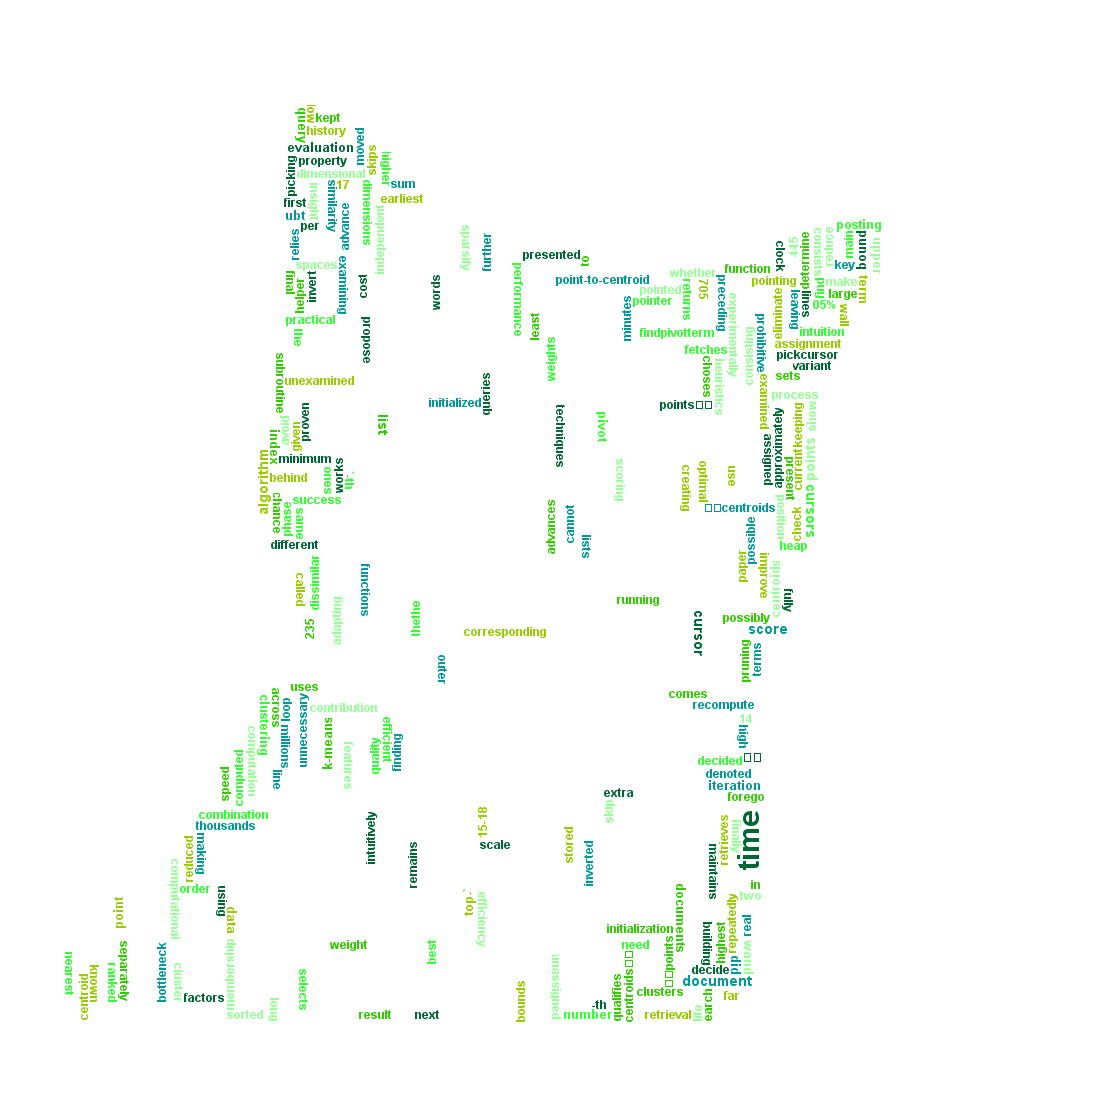 low
query
kept
history
evaluation
moved
skips
property
picking
higher
dimensional
insight
similarity
17
dimensions
sum
first
earliest
ubt
advance
independent
per
relies
spaces
examining
final
helper
invert
cost
words
practical
the
propose
sparsify
further
presented
to
performance
point-to-centroid
least
weights
whether
pointed
pointer
minutes
returns
705
preceding
function
experimentally
findpivotterm
fetches
clock
445
determine
consists
reduce
main
posting
bound
upper
key
pointing
find
make
term
eliminate
leaving
lines
large
05%
wall
prohibitive
consisting
intuition
assignment
pickcursor
variant
sets
choses
heuristics
examined
process
points
subroutine
unexamined
initialized
queries
list
techniques
pivot
avoid
given
proven
index
minimum
algorithm
behind
ones
works
`-th
success
chance
phase
same
different
scoring
creating
optimal
use
assigned
approximately
current
keeping
points
show
present
cursors
centroids
position
check
possible
heap
advances
cannot
lists
paper
improve
centroids
fully
called
dissimilar
functions
235
adapting
thethe
corresponding
running
cursor
possibly
score
outer
pruning
terms
uses
across
clustering
pool
millions
unnecessary
contribution
comes
recompute
14
high
computation
k-means
features
efficient
quality
finding
decided
speed
computed
line
denoted
iteration
forego
combination
thousands
extra
skip
15-18
scale
time
finally
retrieves
intuitively
remains
stored
inverted
maintains
reduced
making
computational
order
using
data
in
two
point
top-`
efficiency
documents
repeatedly
real
initialization
need
building
highest
wand
did
weight
best
bottleneck
cluster
memberships
separately
ranked
known
centroid
nearest
factors
sorted
long
selects
result
next
bounds
unassigned
-th
number
qualifies
centroids
points
decide
document
clusters
far
retrieval
earch